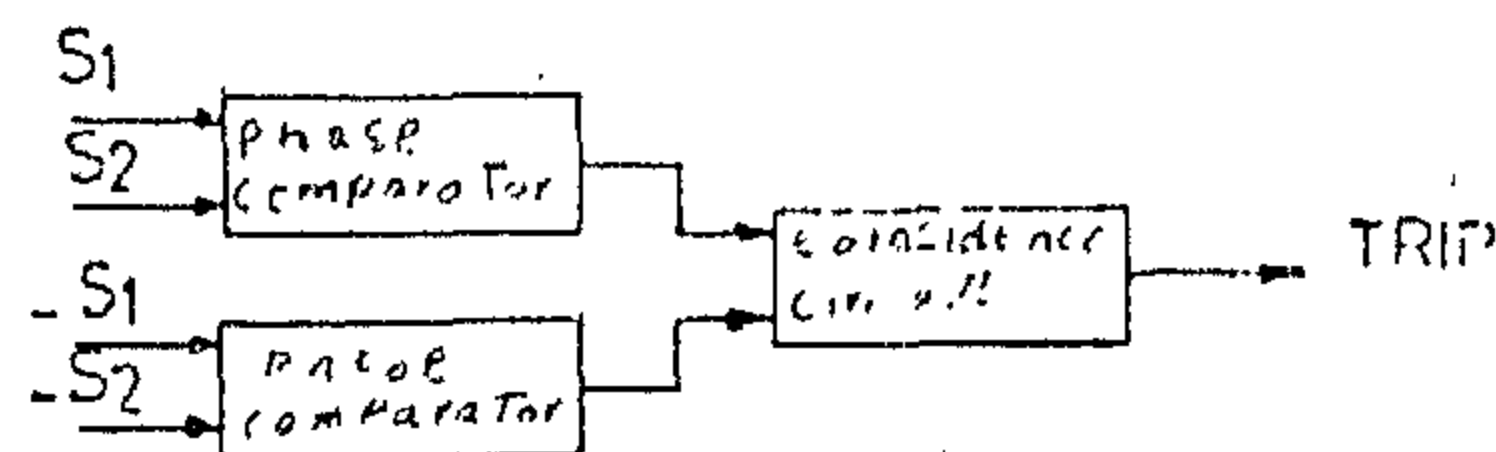 S1
S2
phase
comparator
- S1
- S2
phase
comparator
coincidence
circuit
TRIP